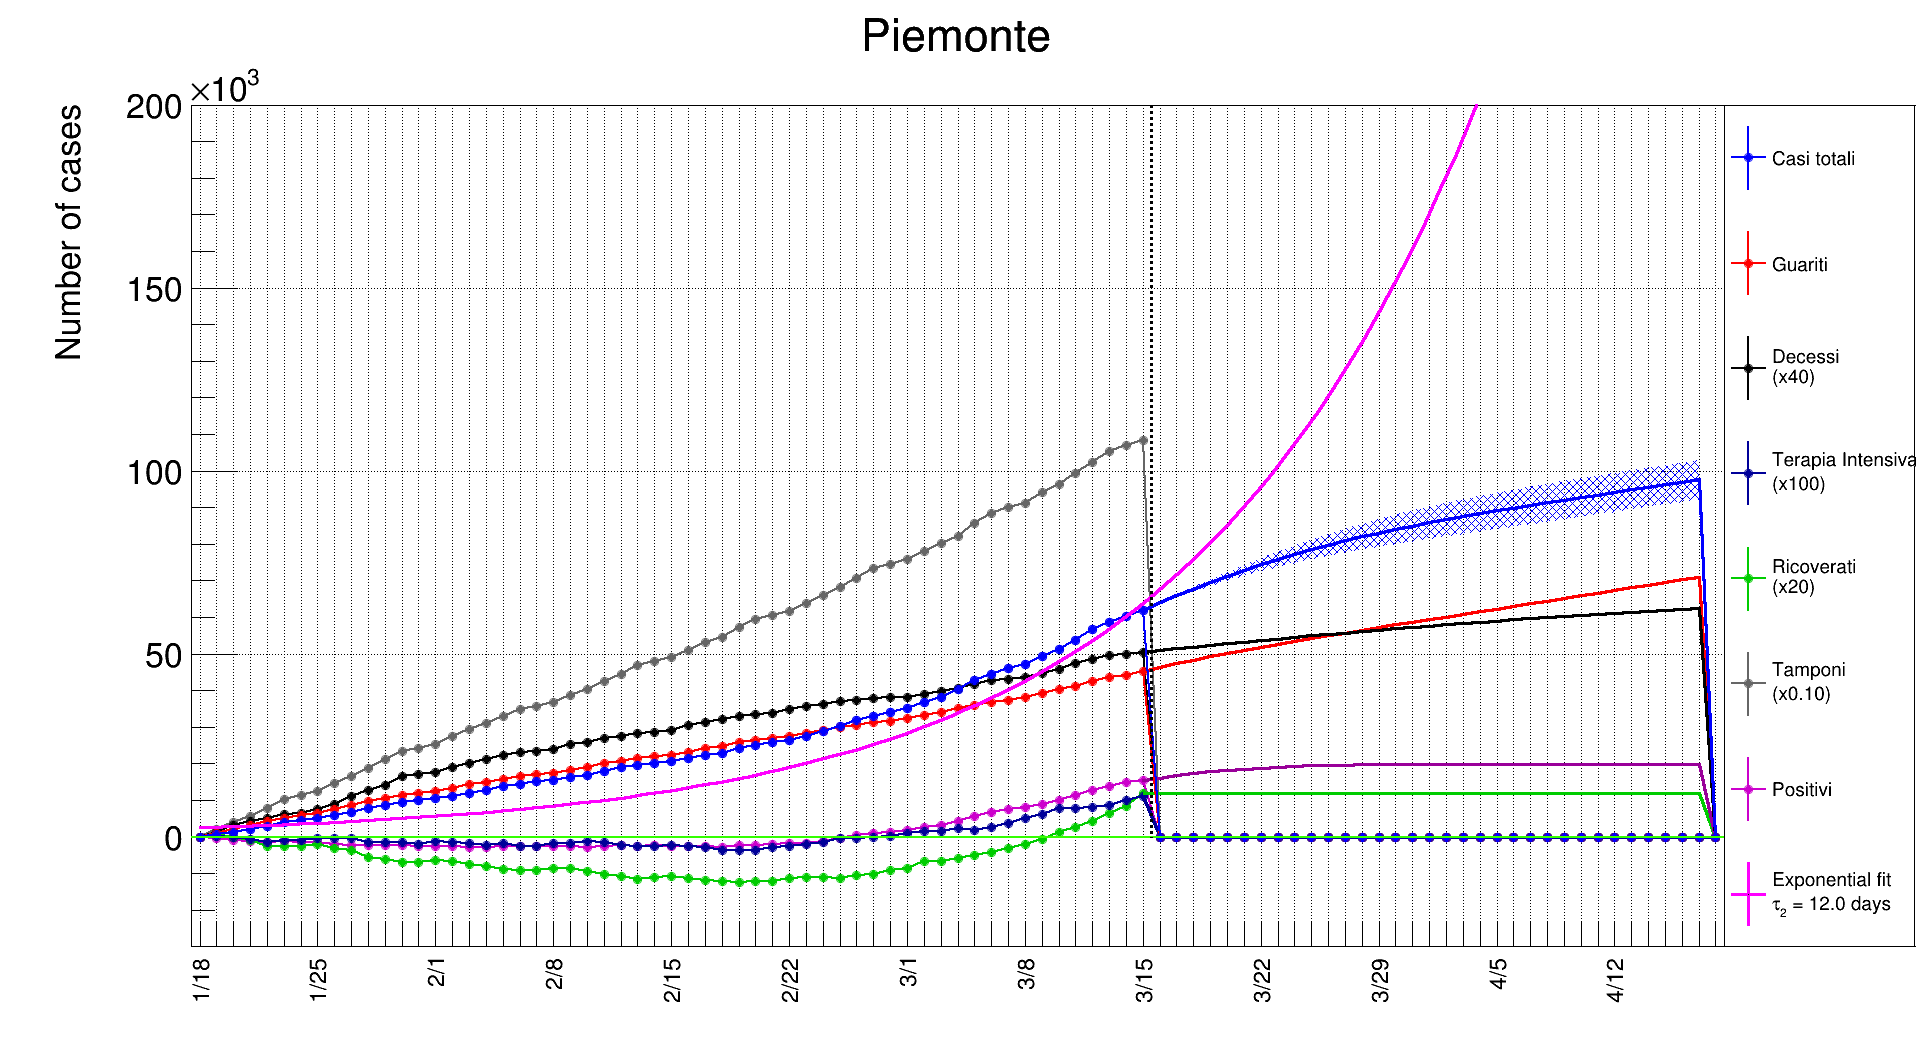 Piemonte
×10³
Number of cases
200
150
100
50
0
1/18
1/25
2/1
2/8
2/15
2/22
3/1
3/8
3/15
3/22
3/29
4/5
4/12
Casi totali
Guariti
Decessi
(x40)
Terapia Intensiva
(x100)
Ricoverati
(x20)
Tamponi
(x0.10)
Positivi
Exponential fit
τ₂ = 12.0 days